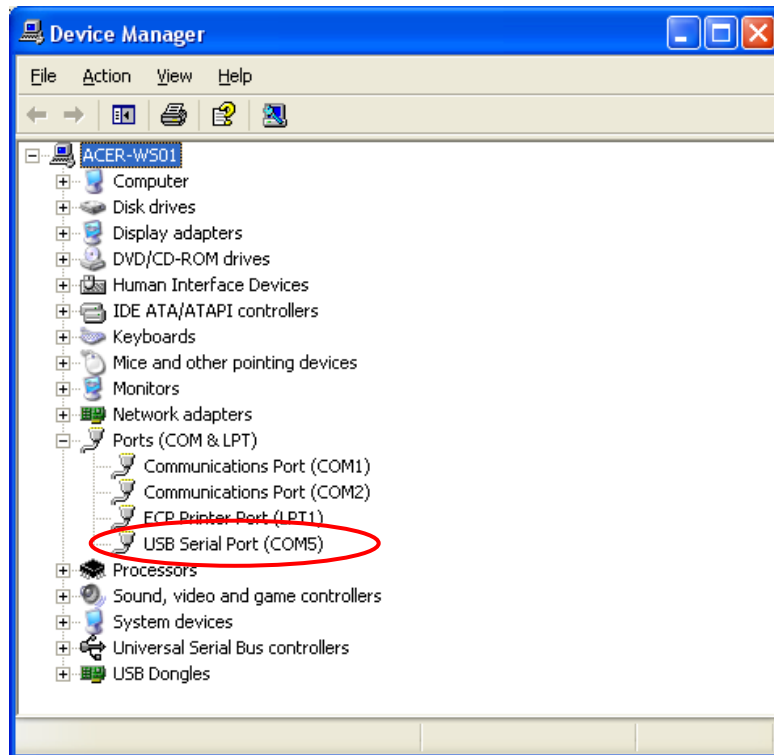 Device Manager
File Action View Help
ACER-WS01
Computer
Disk drives
Display adapters
DVD/CD-ROM drives
Human Interface Devices
IDE ATA/ATAPI controllers
Keyboards
Mice and other pointing devices
Monitors
Network adapters
Ports (COM & LPT)
Communications Port (COM1)
Communications Port (COM2)
ECP Printer Port (LPT1)
USB Serial Port (COM5)
Processors
Sound, video and game controllers
System devices
Universal Serial Bus controllers
USB Dongles